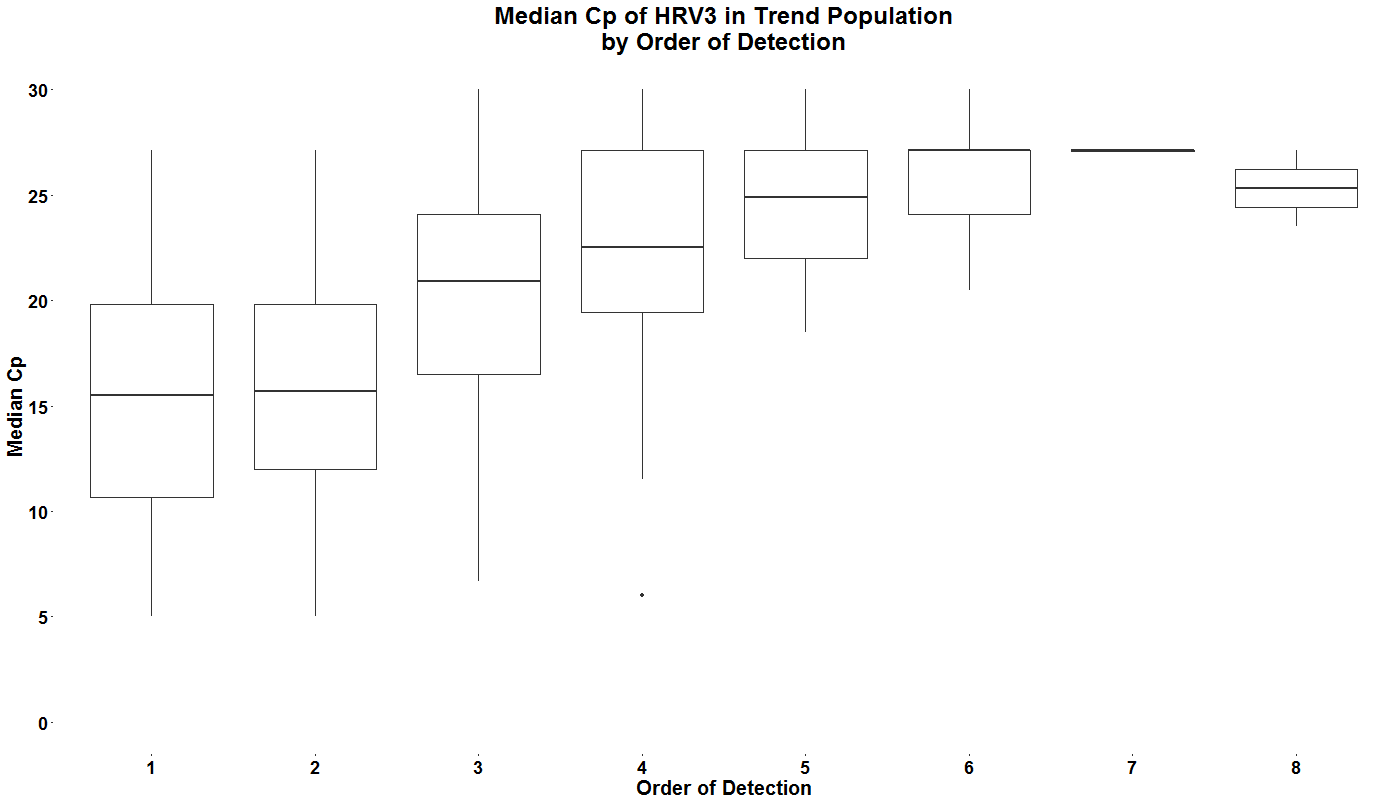 Median Cp of HRV3 in Trend Population
by Order of Detection
Median Cp
30
25
20
15
10
5
0
1 2 3 4 5 6 7 8
Order of Detection